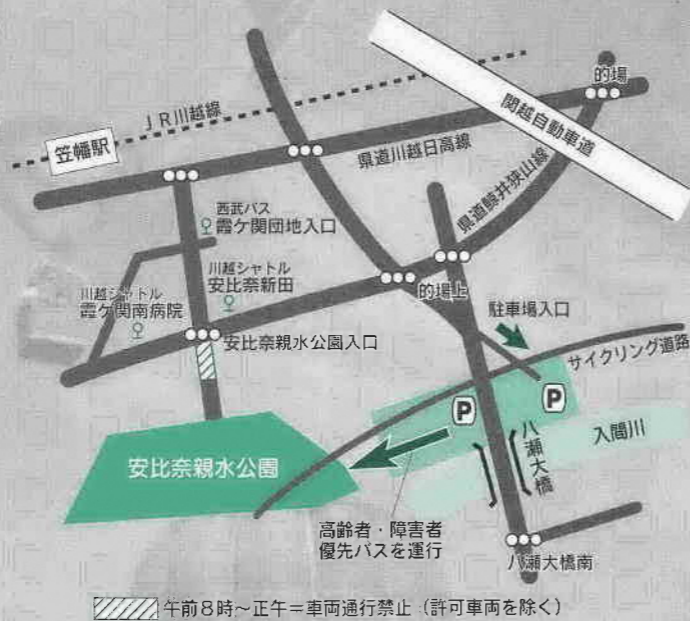 的場
関越自動車道
JR川越線
笠幡駅
県道川越日高線
県道鯨井狭山線
西武バス
霞ケ関団地入口
川越シャトル
安比奈新田
川越シャトル
霞ケ関南病院
的場上
駐車場入口
安比奈親水公園入口
サイクリング道路
P
P
入間川
八瀬大橋
安比奈親水公園
高齢者・障害者
優先バスを運行
八瀬大橋南
午前8時~正午=車両通行禁止(許可車両を除く)